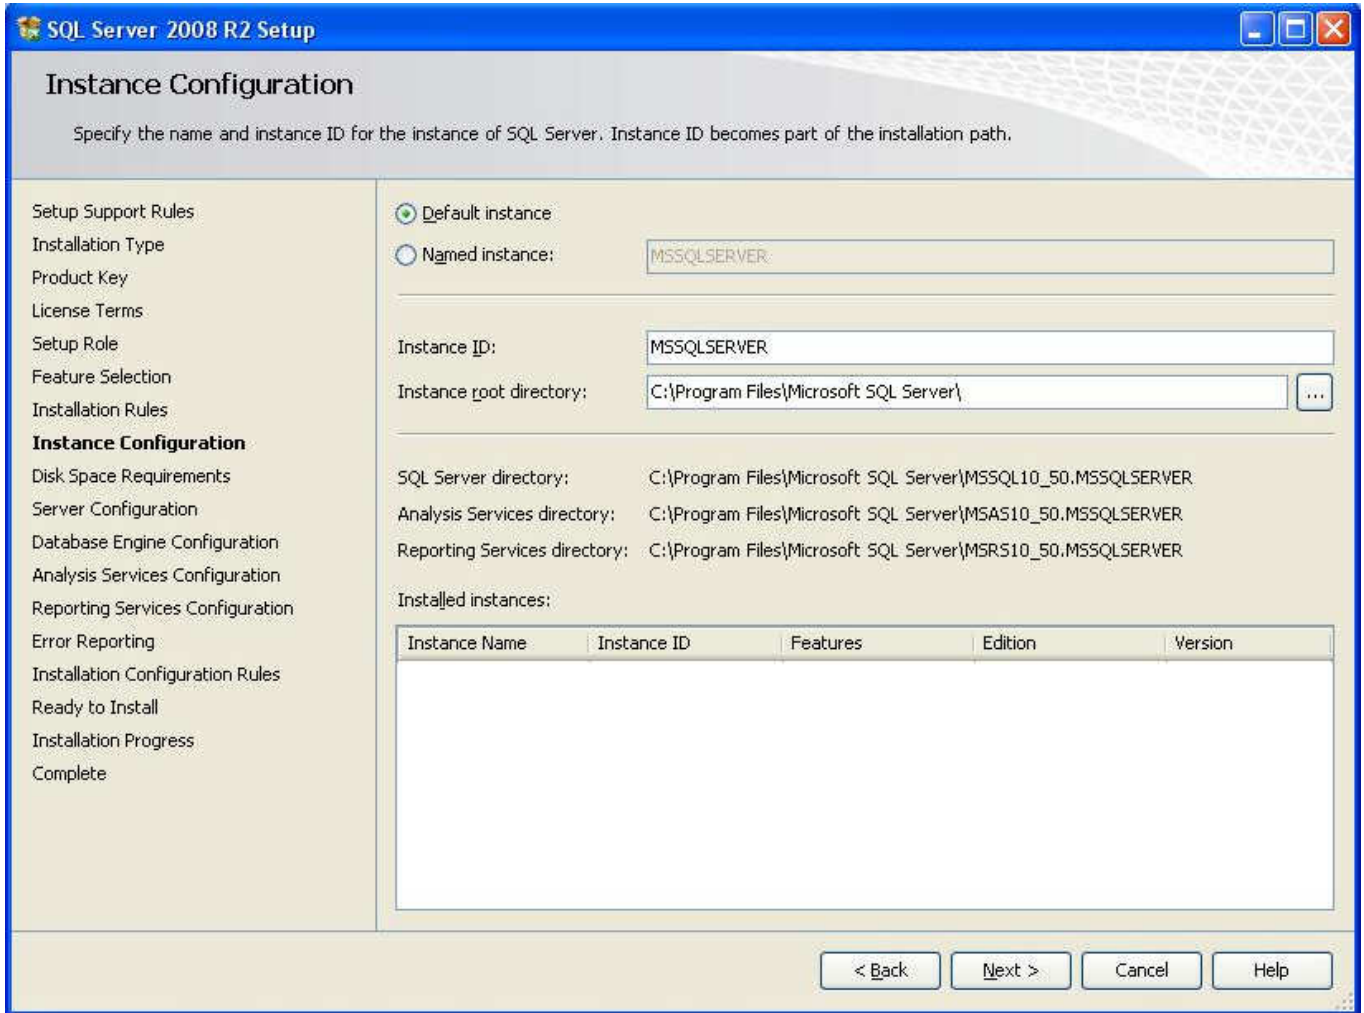 SQL Server 2008 R2 Setup
Instance Configuration
Specify the name and instance ID for the instance of SQL Server. Instance ID becomes part of the installation path.
Setup Support Rules
Installation Type
Product Key
License Terms
Setup Role
Feature Selection
Installation Rules
Instance Configuration
Disk Space Requirements
Server Configuration
Database Engine Configuration
Analysis Services Configuration
Reporting Services Configuration
Error Reporting
Installation Configuration Rules
Ready to Install
Installation Progress
Complete
Default instance
Named instance: MSSQLSERVER
Instance ID: MSSQLSERVER
Instance root directory: C:\Program Files\Microsoft SQL Server\ ...
SQL Server directory: C:\Program Files\Microsoft SQL Server\MSSQL10_50.MSSQLSERVER
Analysis Services directory: C:\Program Files\Microsoft SQL Server\MSAS10_50.MSSQLSERVER
Reporting Services directory: C:\Program Files\Microsoft SQL Server\MSRS10_50.MSSQLSERVER
Installed instances:
Instance Name Instance ID Features Edition Version
< Back Next > Cancel Help